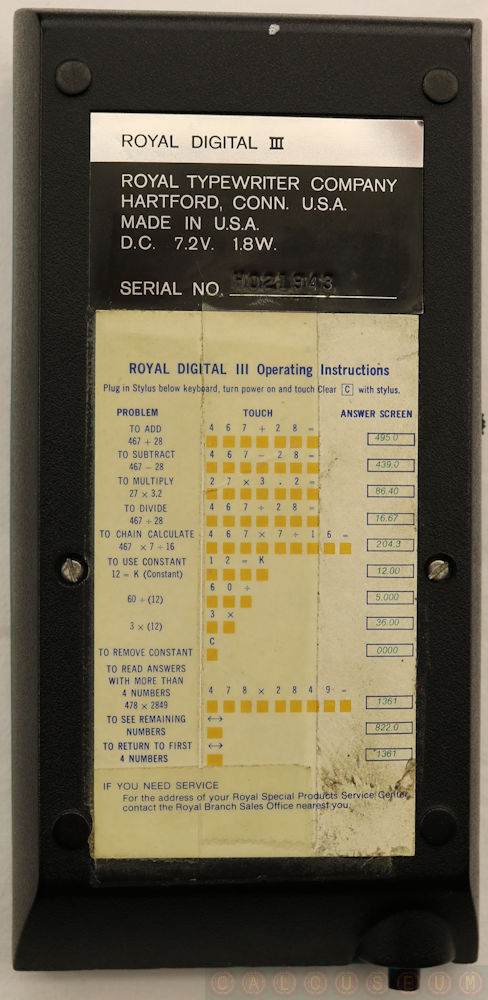 ROYAL DIGITAL III
ROYAL TYPEWRITER COMPANY
HARTFORD, CONN. U.S.A.
MADE IN U.S.A.
D.C. 7.2V. 1.8W.
SERIAL NO. H021943
ROYAL DIGITAL III Operating Instructions
Plug in Stylus below keyboard, turn power on and touch Clear C with stylus.
PROBLEM TOUCH ANSWER SCREEN
TO ADD 4 6 7 + 2 8 =
467 + 28 495.0
TO SUBTRACT 4 6 7 − 2 8 =
467 − 28 439.0
TO MULTIPLY 2 7 × 3 . 2 =
27 × 3.2 86.40
TO DIVIDE 4 6 7 ÷ 2 8 =
467 ÷ 28 16.67
TO CHAIN CALCULATE 4 6 7 × 7 ÷ 1 6 =
467 × 7 ÷ 16 204.3
TO USE CONSTANT 1 2 = K
12 = K (Constant) 12.00
6 0 ÷
60 ÷ (12) 5.000
3 ×
3 × (12) 36.00
C
TO REMOVE CONSTANT 0000
TO READ ANSWERS
WITH MORE THAN
4 NUMBERS 4 7 8 × 2 8 4 9 =
478 × 2849 1361
TO SEE REMAINING ↔
NUMBERS 822.0
TO RETURN TO FIRST ↔
4 NUMBERS 1361
IF YOU NEED SERVICE
For the address of your Royal Special Products Service Center,
contact the Royal Branch Sales Office nearest you.
CALCUSEUM